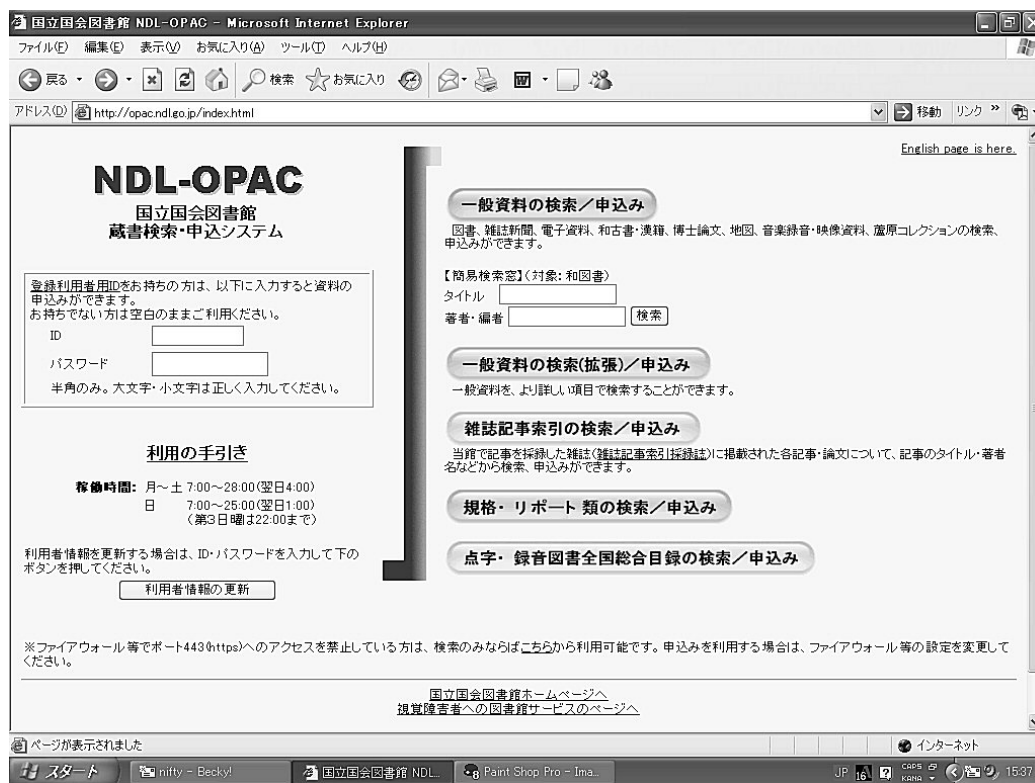 国立国会図書館 NDL-OPAC - Microsoft Internet Explorer
ファイル(F) 編集(E) 表示(V) お気に入り(A) ツール(T) ヘルプ(H)
戻る 検索 お気に入り
アドレス(D) http://opac.ndl.go.jp/index.html 移動 リンク »
English page is here.
NDL-OPAC
国立国会図書館
蔵書検索・申込システム
登録利用者用IDをお持ちの方は、以下に入力すると資料の
申込みができます。
お持ちでない方は空白のままご利用ください。
ID
パスワード
半角のみ。大文字・小文字は正しく入力してください。
利用の手引き
稼働時間: 月～土 7:00～28:00(翌日4:00)
日 7:00～25:00(翌日1:00)
(第3日曜は22:00まで)
利用者情報を更新する場合は、ID・パスワードを入力して下の
ボタンを押してください。
利用者情報の更新
一般資料の検索／申込み
図書、雑誌新聞、電子資料、和古書・漢籍、博士論文、地図、音楽録音・映像資料、蘆原コレクションの検索、
申込みができます。
【簡易検索窓】(対象：和図書)
タイトル
著者・編者 検索
一般資料の検索(拡張)／申込み
一般資料を、より詳しい項目で検索することができます。
雑誌記事索引の検索／申込み
当館で記事を採録した雑誌(雑誌記事索引採録誌)に掲載された各記事・論文について、記事のタイトル・著者
名などから検索、申込みができます。
規格・リポート類の検索／申込み
点字・録音図書全国総合目録の検索／申込み
※ファイアウォール等でポート443(https)へのアクセスを禁止している方は、検索のみならばこちらから利用可能です。申込みを利用する場合は、ファイアウォール等の設定を変更して
ください。
国立国会図書館ホームページへ
視覚障害者への図書館サービスのページへ
ページが表示されました インターネット
スタート nifty - Becky! 国立国会図書館 NDL... Paint Shop Pro - Ima... JP 16 CAPS KANA 15:37